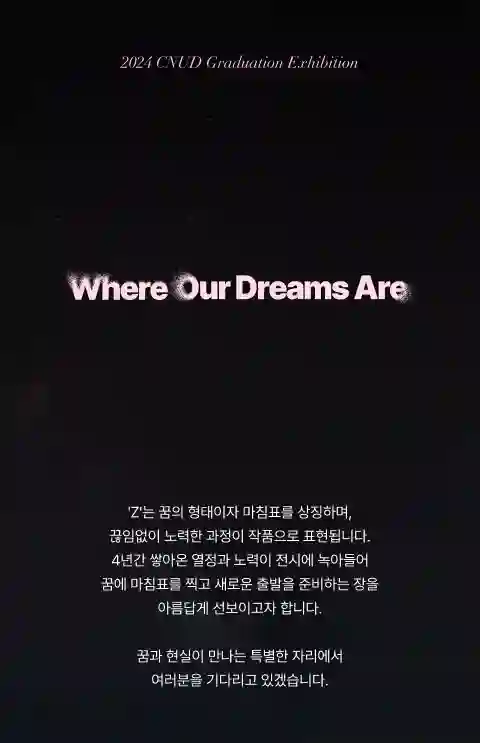 2024 CNUD Graduation Exhibition
Where Our Dreams Are
'Z'는 꿈의 형태이자 마침표를 상징하며,
끊임없이 노력한 과정이 작품으로 표현됩니다.
4년간 쌓아온 열정과 노력이 전시에 녹아들어
꿈에 마침표를 찍고 새로운 출발을 준비하는 장을
아름답게 선보이고자 합니다.
꿈과 현실이 만나는 특별한 자리에서
여러분을 기다리고 있겠습니다.